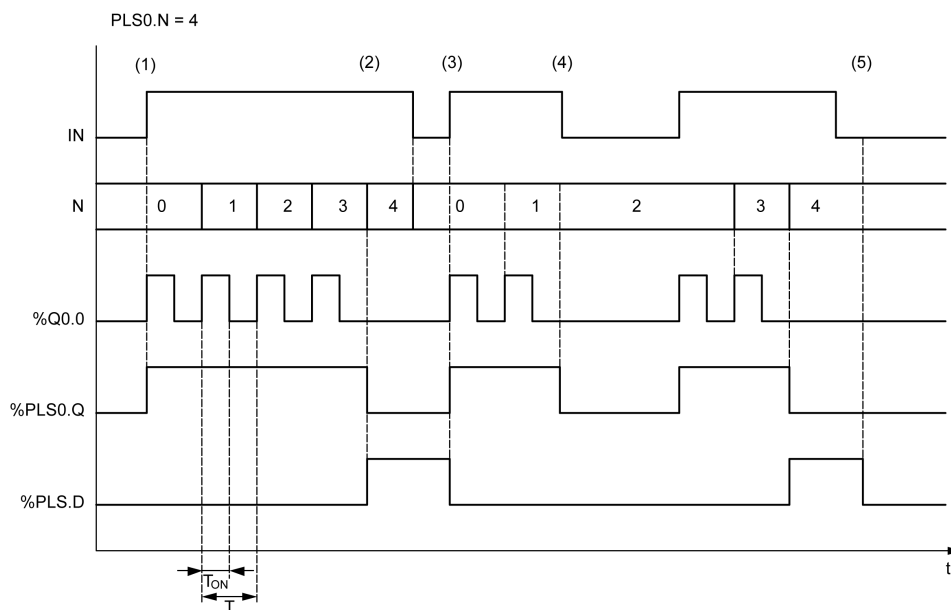 PLS0.N = 4
(1) (2) (3) (4) (5)
IN
N 0 1 2 3 4 0 1 2 3 4
%Q0.0
%PLS0.Q
%PLS.D
t
TON
T